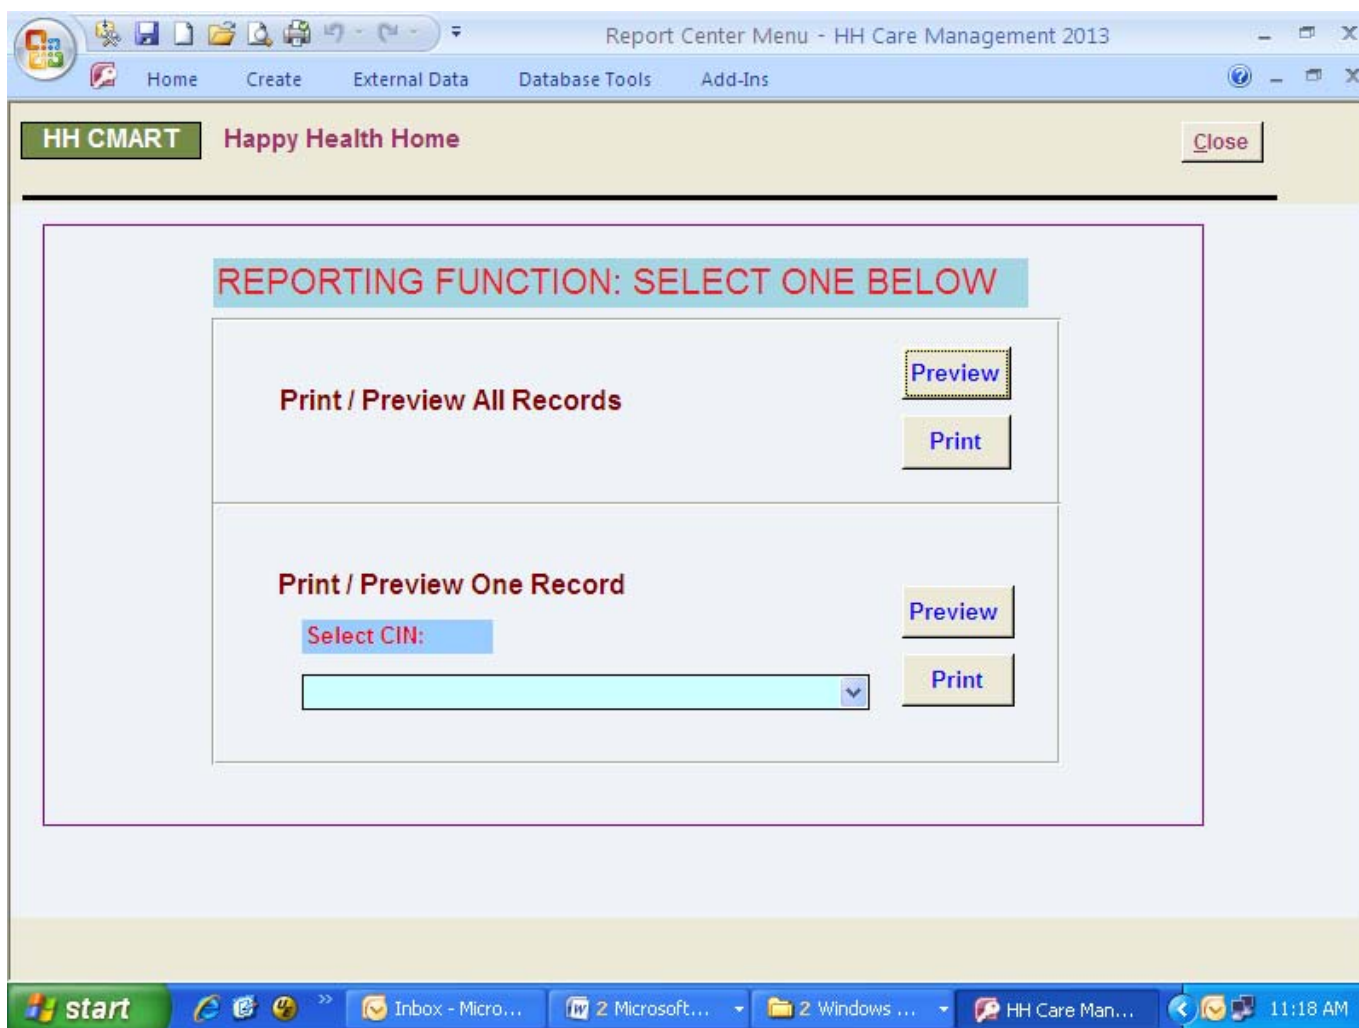 Report Center Menu - HH Care Management 2013
Home Create External Data Database Tools Add-Ins
HH CMART Happy Health Home Close
REPORTING FUNCTION: SELECT ONE BELOW
Preview
Print / Preview All Records
Print
Print / Preview One Record
Preview
Select CIN:
Print
start Inbox - Micro... 2 Microsoft... 2 Windows ... HH Care Man... 11:18 AM